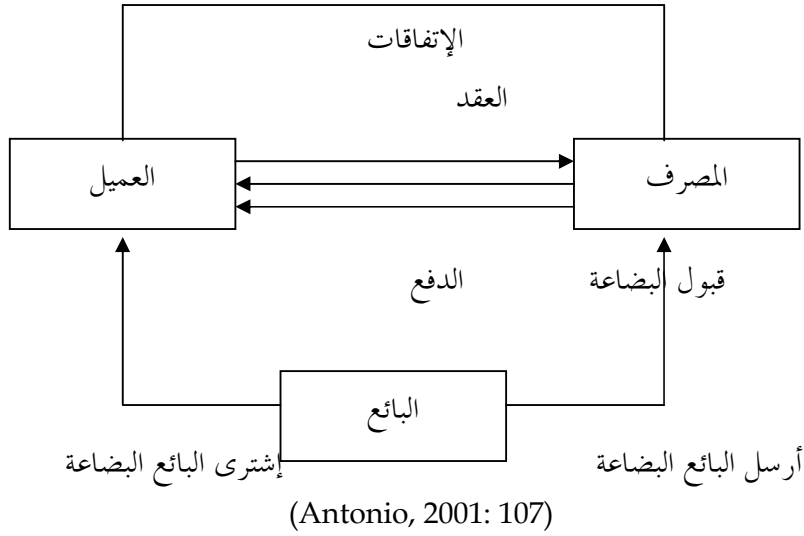 الإتفاقات
العقد
المصرف
العميل
قبول البضاعة
الدفع
البائع
أرسل البائع البضاعة
إشترى البائع البضاعة
(Antonio, 2001: 107)